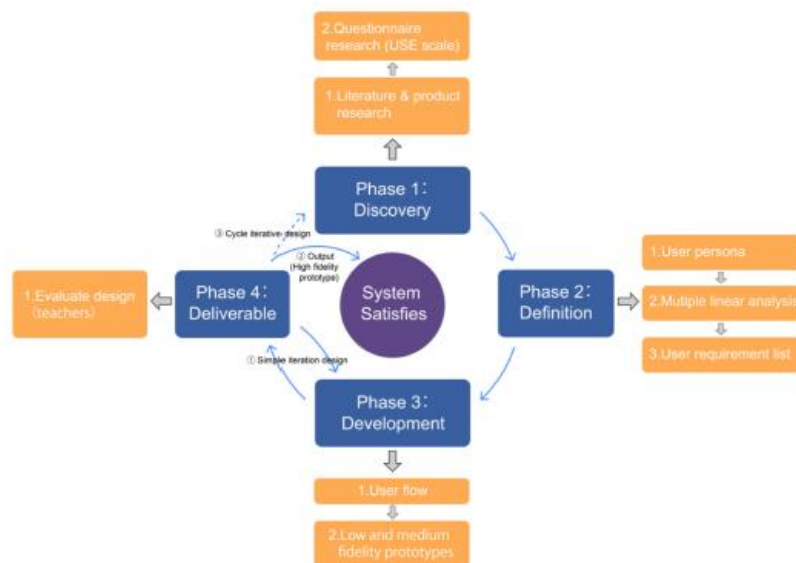 2.Questionnaire
research (USE scale)
1.Literature & product
research
Phase 1：
Discovery
③ Cycle iterative design
② Output
(High fidelity
prototype)
1.Evaluate design
(teachers)
Phase 4：
Deliverable
System
Satisfies
Phase 2：
Definition
1.User persona
2.Mutiple linear analysis
3.User requirement list
① Simple iteration design
Phase 3：
Development
1.User flow
2.Low and medium
fidelity prototypes